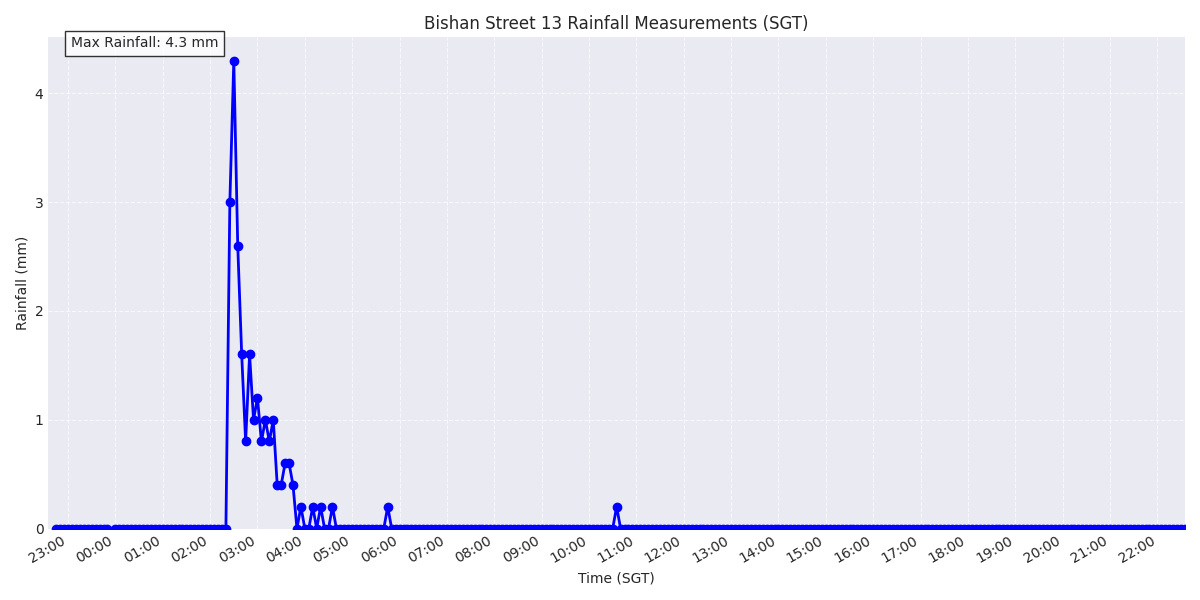 Bishan Street 13 Rainfall Measurements (SGT)
Max Rainfall: 4.3 mm
Rainfall (mm)
4
3
2
1
0
23:00 00:00 01:00 02:00 03:00 04:00 05:00 06:00 07:00 08:00 09:00 10:00 11:00 12:00 13:00 14:00 15:00 16:00 17:00 18:00 19:00 20:00 21:00 22:00
Time (SGT)